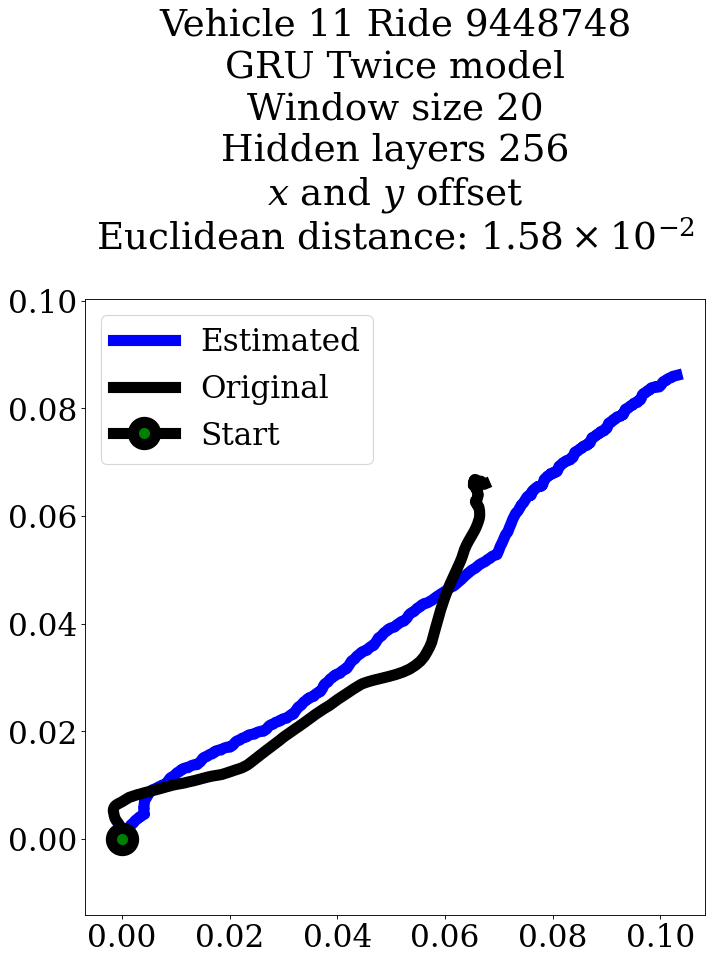 Vehicle 11 Ride 9448748
GRU Twice model
Window size 20
Hidden layers 256
x and y offset
Euclidean distance: 1.58 × 10⁻²
0.10
Estimated
Original
0.08
Start
0.06
0.04
0.02
0.00
0.00 0.02 0.04 0.06 0.08 0.10